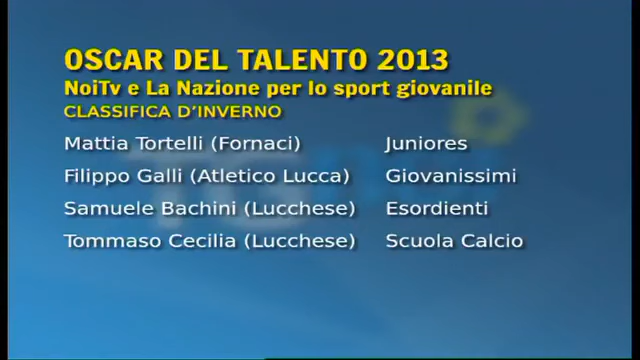 OSCAR DEL TALENTO 2013
NoiTv e La Nazione per lo sport giovanile
CLASSIFICA D'INVERNO
Mattia Tortelli (Fornaci) Juniores
Filippo Galli (Atletico Lucca) Giovanissimi
Samuele Bachini (Lucchese) Esordienti
Tommaso Cecilia (Lucchese) Scuola Calcio